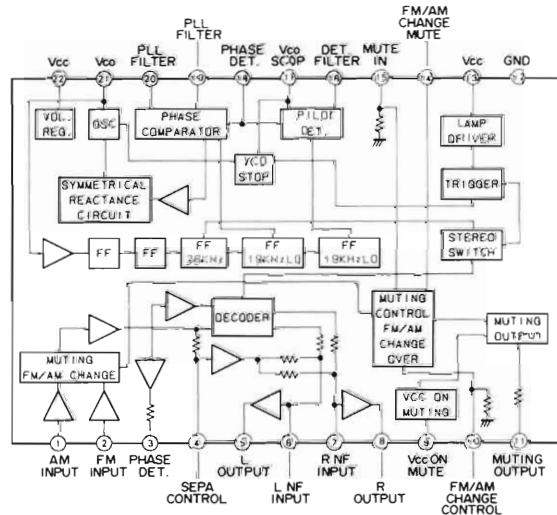 FM/AM
CHANGE
MUTE
PLL
FILTER
Vcc
Vco
PLL
FILTER
PHASE
DET.
Vco
SCOP
DET.
FILTER
MUTE
IN
Vcc
GND
22
21
20
19
18
17
16
15
14
13
12
VOL.
REG.
OSC
PHASE
COMPARATOR
PILOT
DET.
LAMP
DRIVER
VCO
STOP
TRIGGER
SYMMETRICAL
REACTANCE
CIRCUIT
FF
FF
FF
38KHz
FF
19KHzLQ
FF
19KHzLO
STEREO
SWITCH
DECODER
MUTING
CONTROL
FM/AM
CHANGE
OVER
MUTING
OUTPUT
MUTING
FM/AM CHANGE
VCC ON
MUTING
1
2
3
4
5
6
7
8
9
10
11
AM
INPUT
FM
INPUT
PHASE
DET.
SEPA
CONTROL
L
OUTPUT
L NF
INPUT
R NF
INPUT
R
OUTPUT
Vcc ON
MUTE
FM/AM
CHANGE
CONTROL
MUTING
OUTPUT